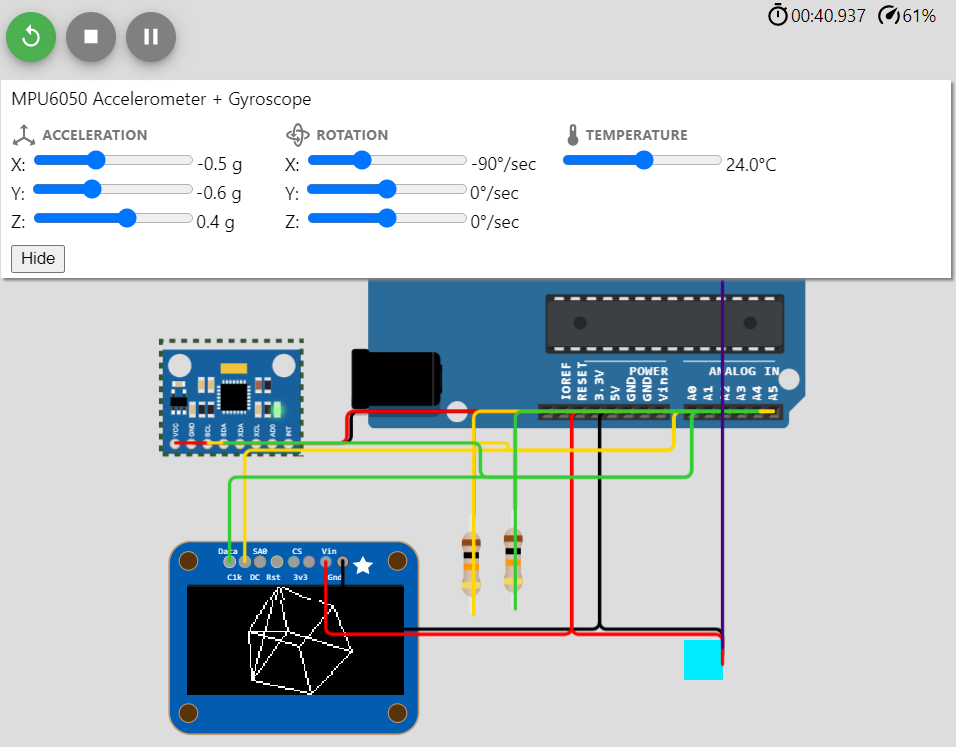 00:40.937 61%
MPU6050 Accelerometer + Gyroscope
ACCELERATION
X: -0.5 g
Y: -0.6 g
Z: 0.4 g
ROTATION
X: -90°/sec
Y: 0°/sec
Z: 0°/sec
TEMPERATURE
24.0°C
Hide
IOREF
RESET
3.3V
5V
GND
GND
Vin
POWER
ANALOG IN
A0
A1
A2
A3
A4
A5
VCC
GND
SCL
SDA
XDA
XCL
AD0
INT
Data SA0 CS Vin
Clk DC Rst 3v3 Gnd